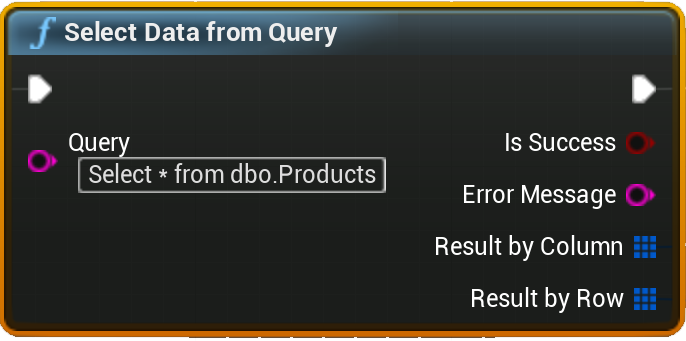 Select Data from Query
Query
Select * from dbo.Products
Is Success
Error Message
Result by Column
Result by Row